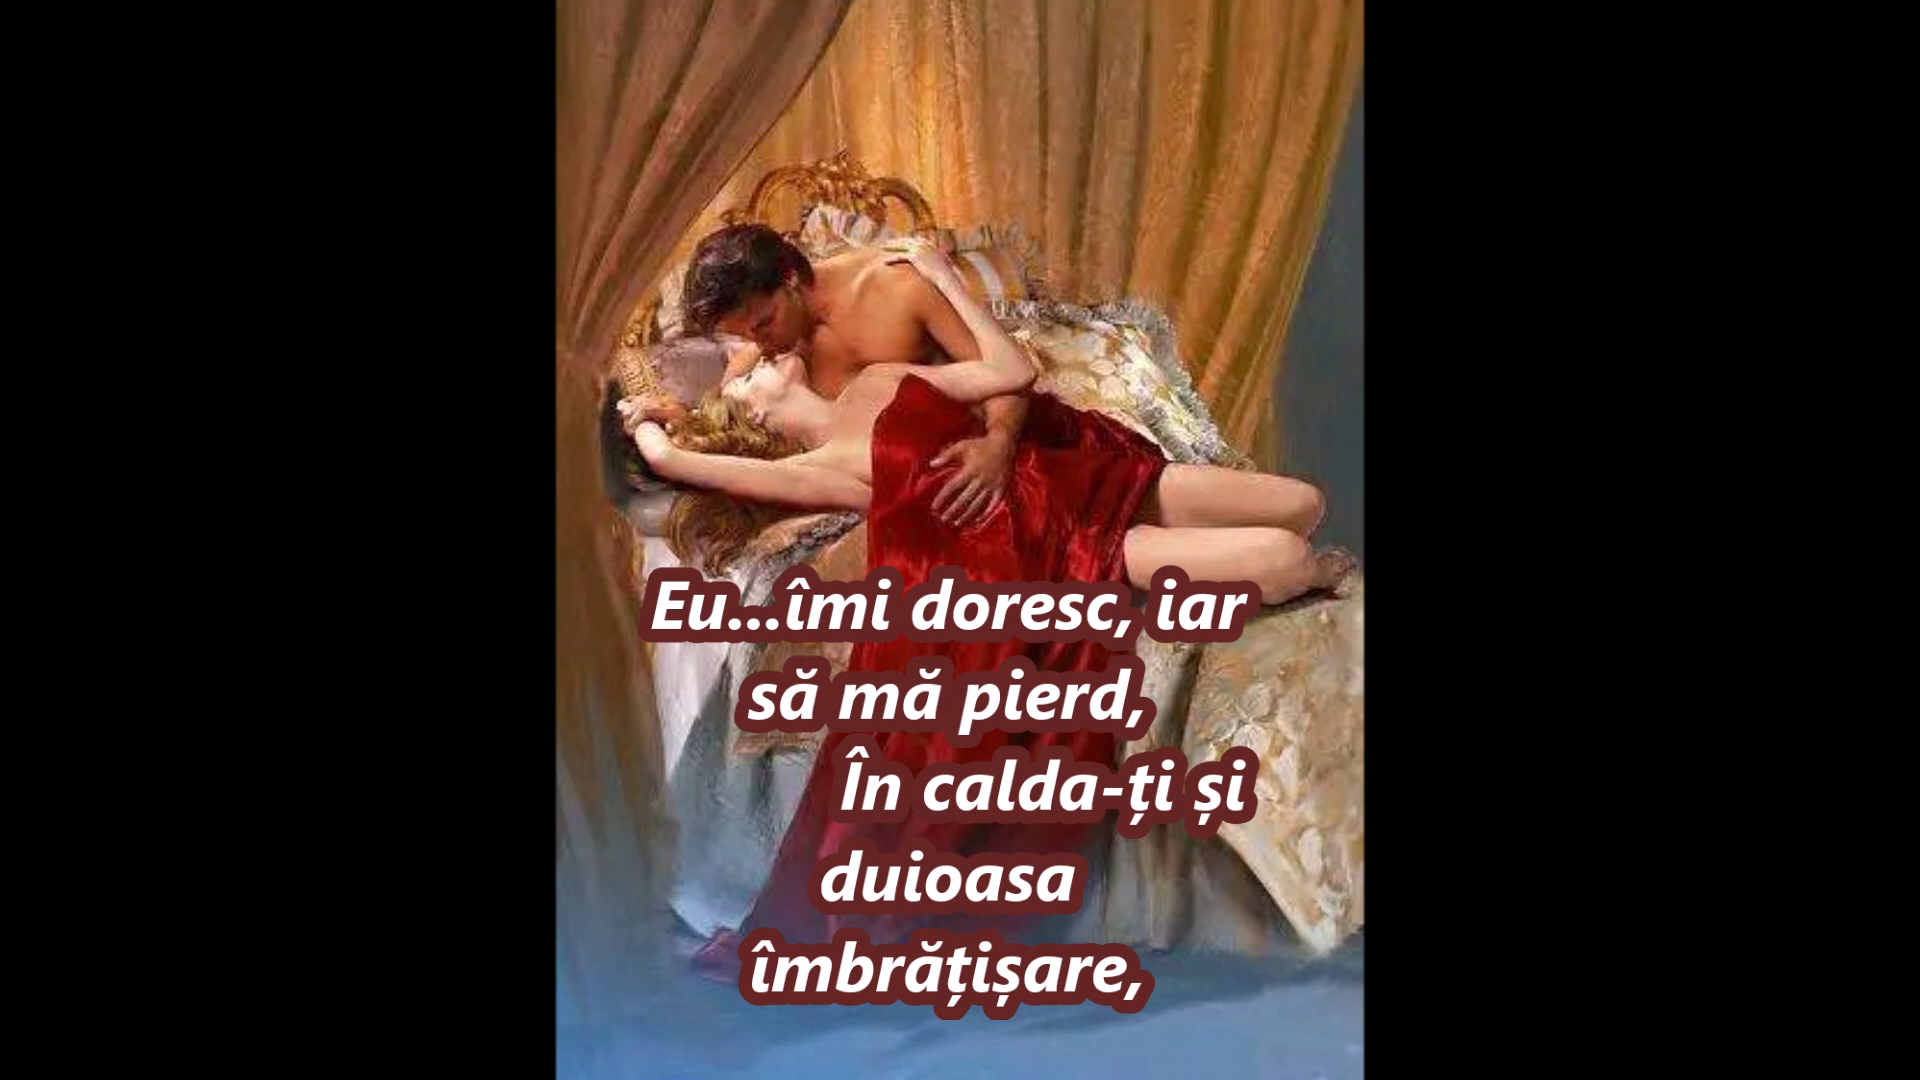 Eu...îmi doresc, iar
să mă pierd,
În calda-ți și
duioasa
îmbrățișare,